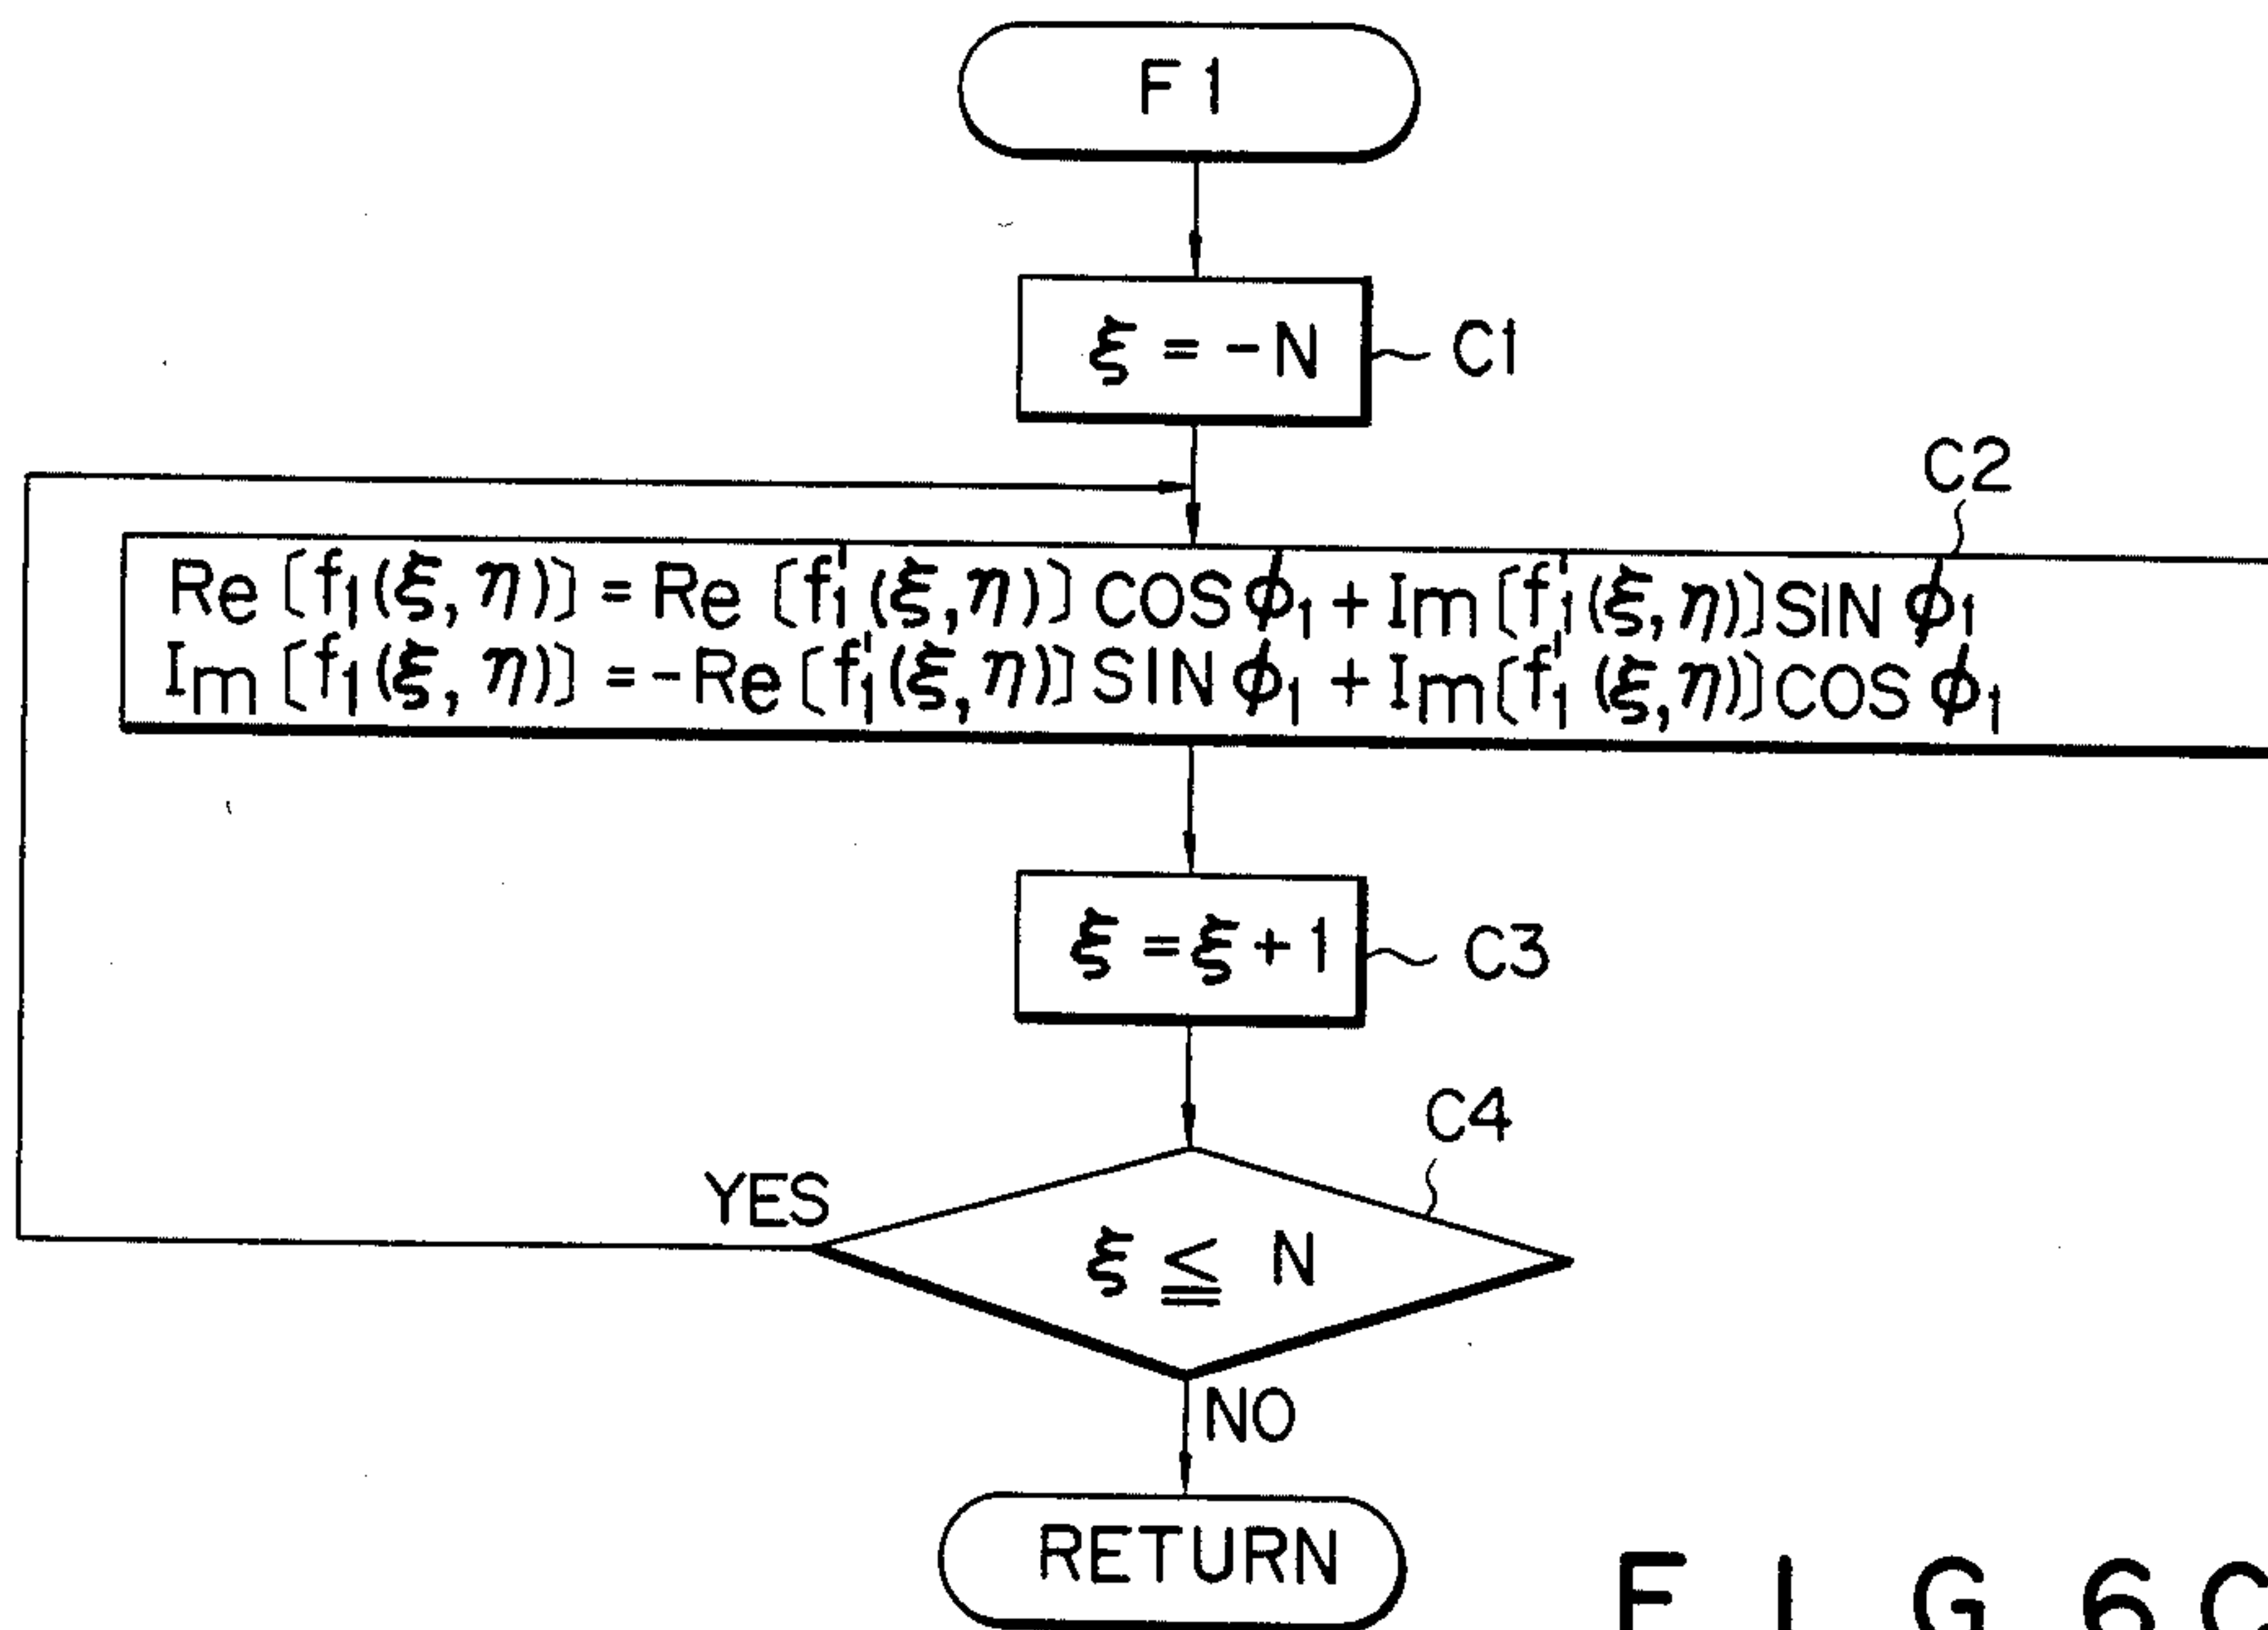 F1
ξ = -N
C1
C2
Re〔f₁(ξ, η)〕= Re〔f₁'(ξ, η)〕COS ϕ₁ + Im〔f₁'(ξ, η)〕SIN ϕ₁
Im〔f₁(ξ, η)〕= -Re〔f₁'(ξ, η)〕SIN ϕ₁ + Im〔f₁'(ξ, η)〕COS ϕ₁
ξ = ξ + 1
C3
C4
YES
ξ ≦ N
NO
RETURN
F I G 6C